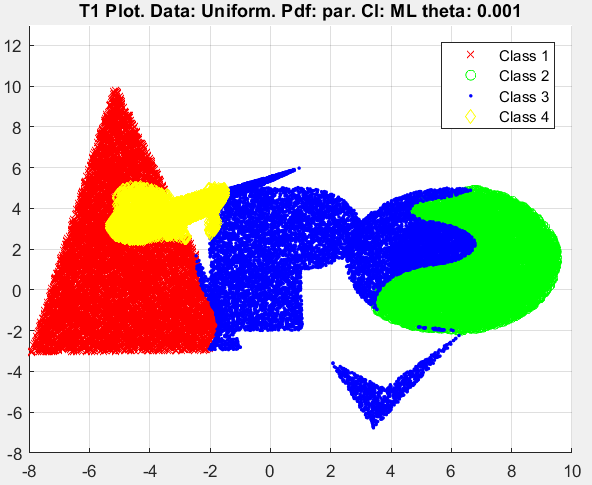 T1 Plot. Data: Uniform. Pdf: par. Cl: ML theta: 0.001
12
10
8
6
4
2
0
-2
-4
-6
-8
-8 -6 -4 -2 0 2 4 6 8 10
Class 1
Class 2
Class 3
Class 4